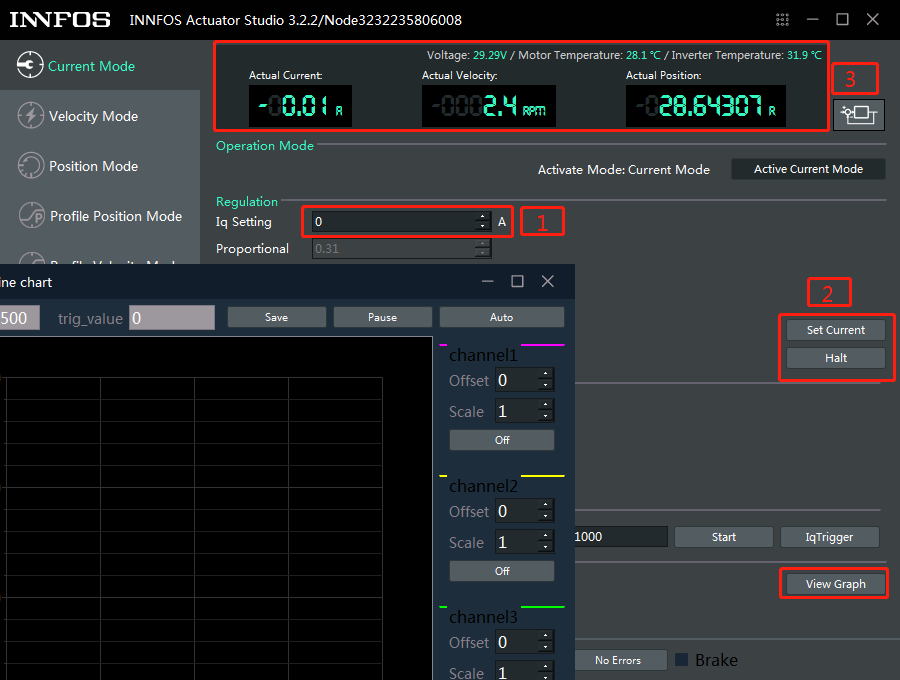 INNFOS INNFOS Actuator Studio 3.2.2/Node3232235806008
Current Mode
Velocity Mode
Position Mode
Profile Position Mode
Voltage: 29.29V / Motor Temperature: 28.1 ℃ / Inverter Temperature: 31.9 ℃
Actual Current: Actual Velocity: Actual Position:
-0.01 A -0002.4 RPM -028.64307 R
3
Operation Mode
Activate Mode: Current Mode Active Current Mode
Regulation
Iq Setting 0 A 1
Proportional 0.31
2
Set Current
Halt
ine chart
500 trig_value 0 Save Pause Auto
channel1
Offset 0
Scale 1
Off
channel2
Offset 0
Scale 1
Off
channel3
Offset 0
Scale 1
1000 Start IqTrigger
View Graph
No Errors Brake